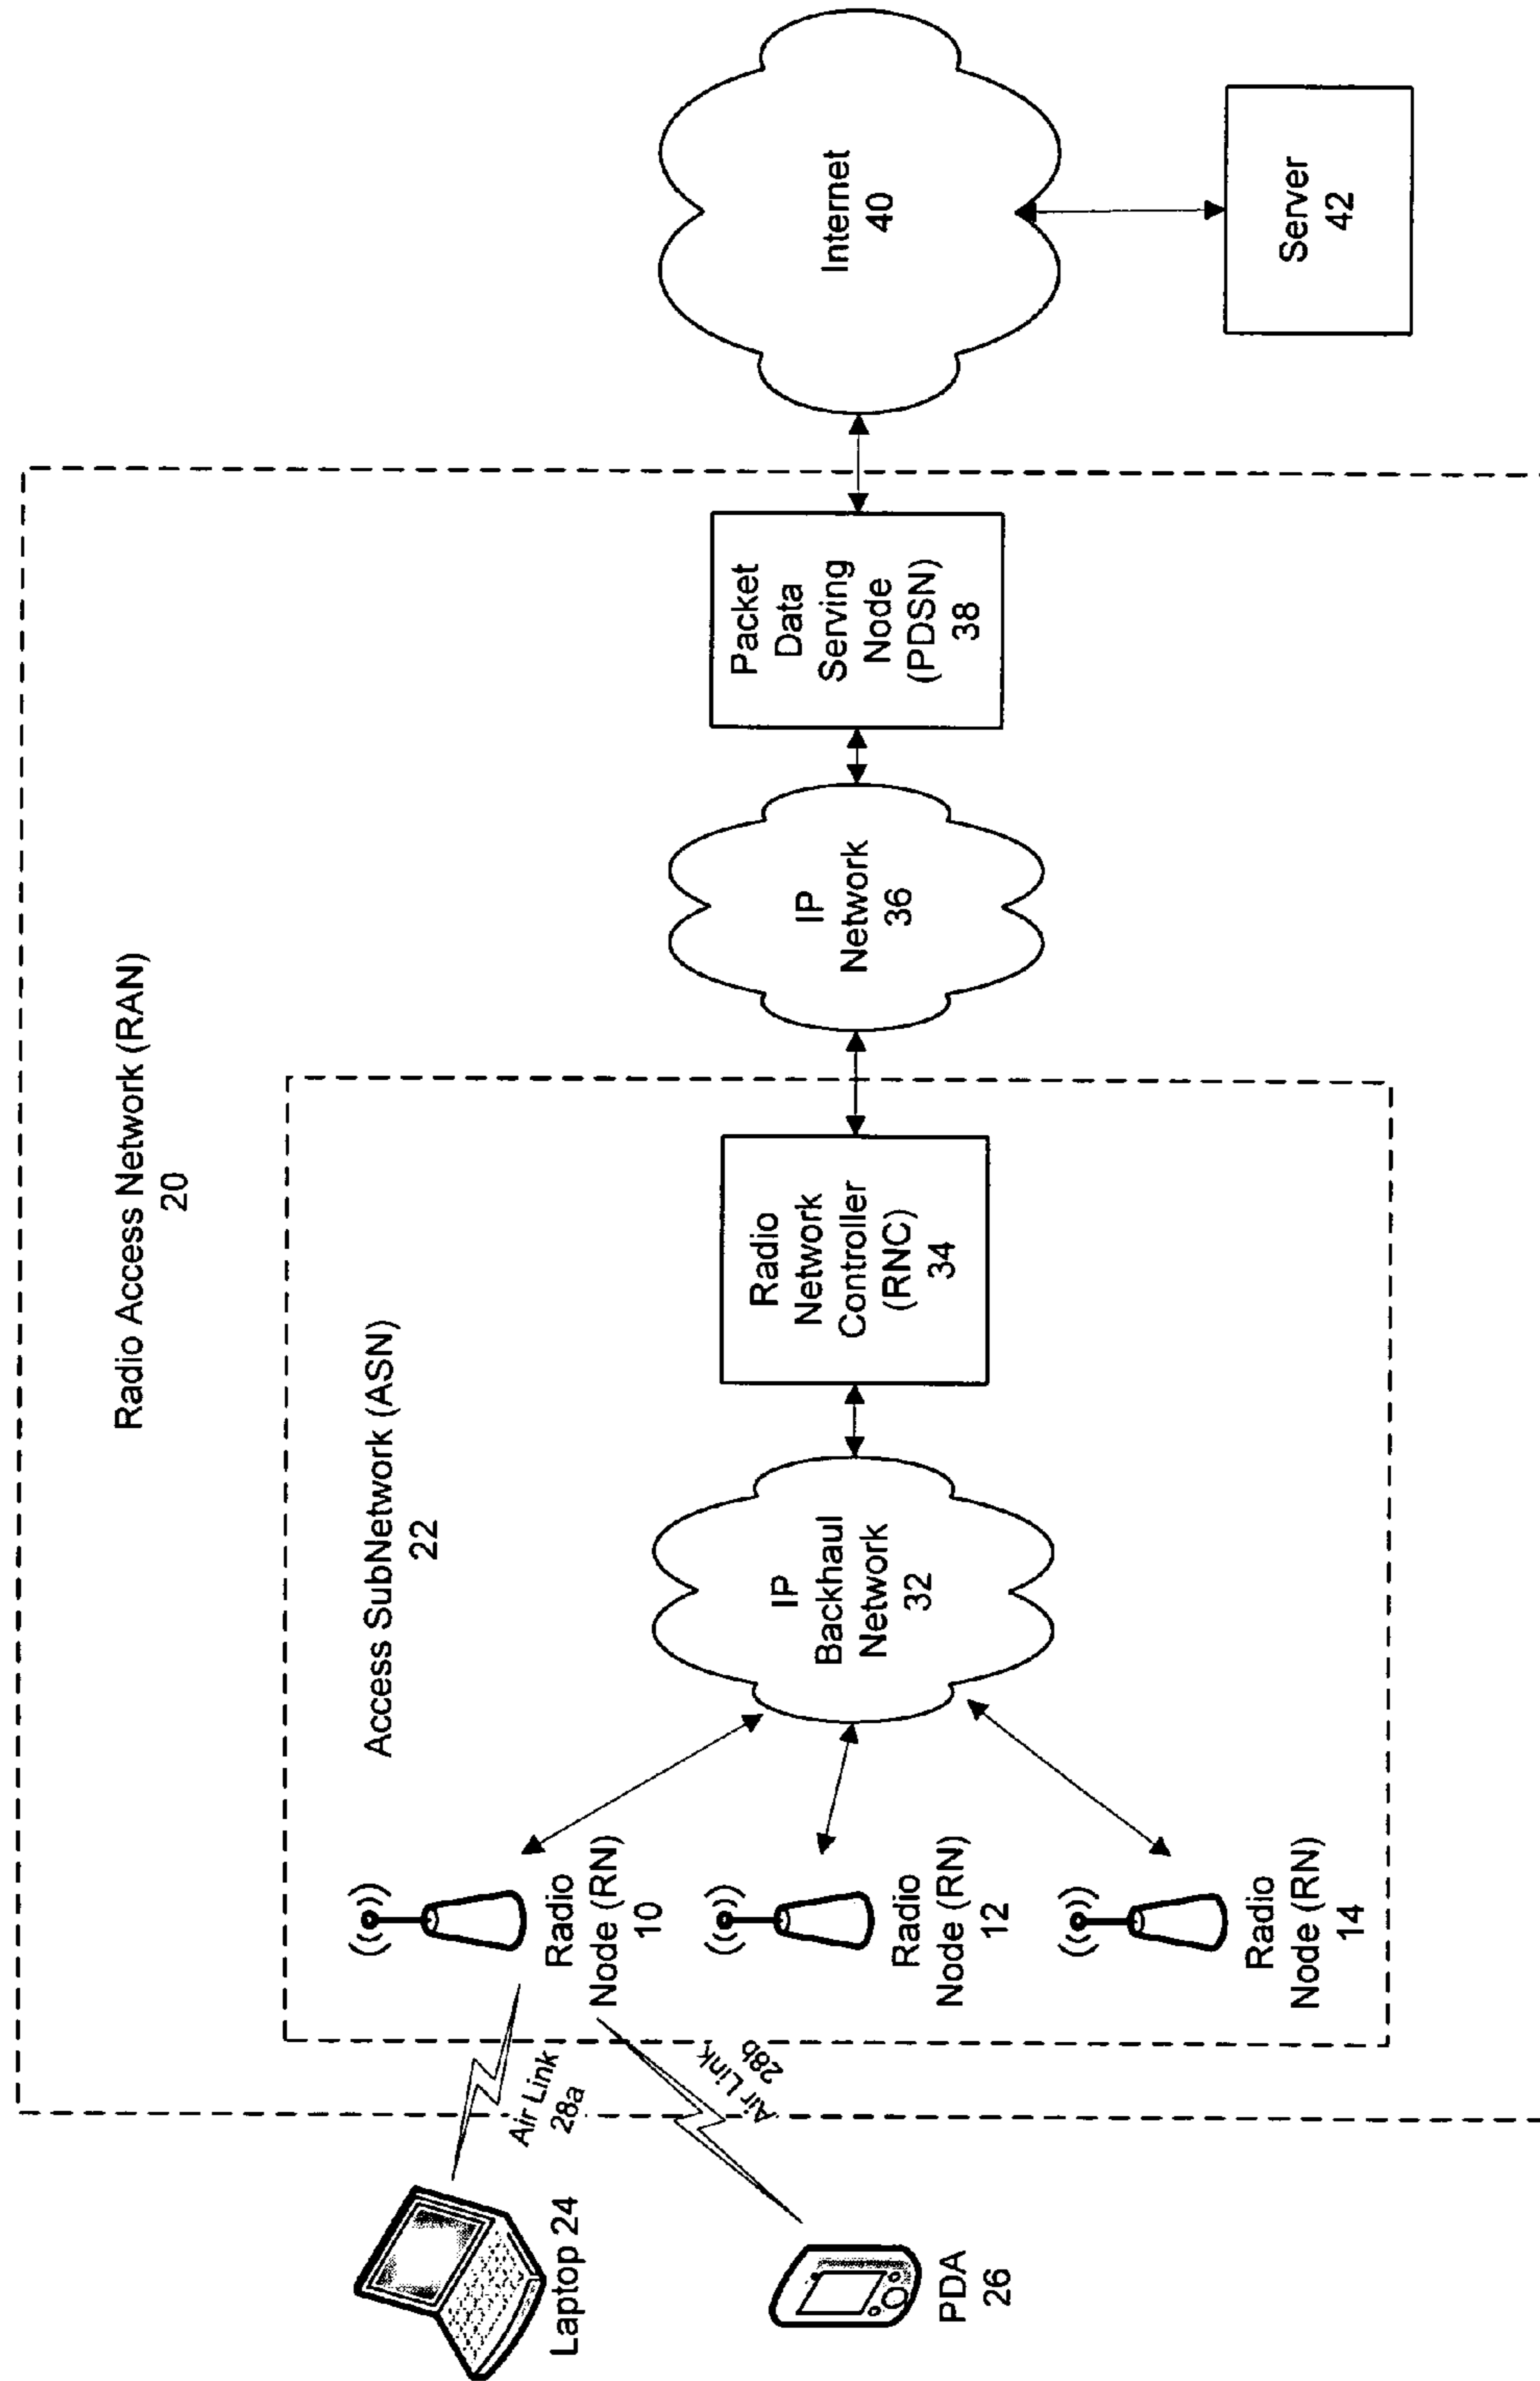 Radio Access Network (RAN)
20
Access SubNetwork (ASN)
22
Laptop 24
Air Link
28a
PDA
26
Air Link
28b
Radio
Node (RN)
10
Radio
Node (RN)
12
Radio
Node (RN)
14
IP
Backhaul
Network
32
Radio
Network
Controller
(RNC)
34
IP
Network
36
Packet
Data
Serving
Node
(PDSN)
38
Internet
40
Server
42